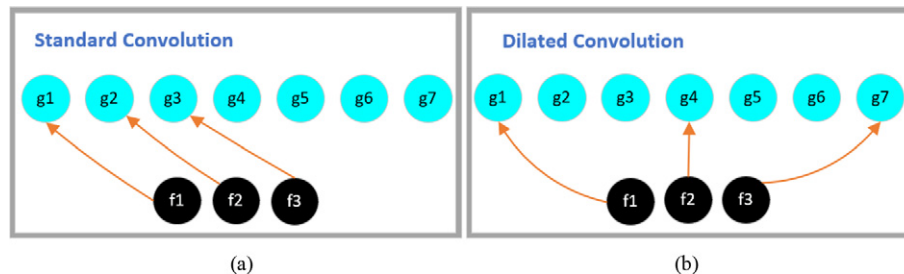 Standard Convolution
g1 g2 g3 g4 g5 g6 g7
f1 f2 f3
(a)
Dilated Convolution
g1 g2 g3 g4 g5 g6 g7
f1 f2 f3
(b)